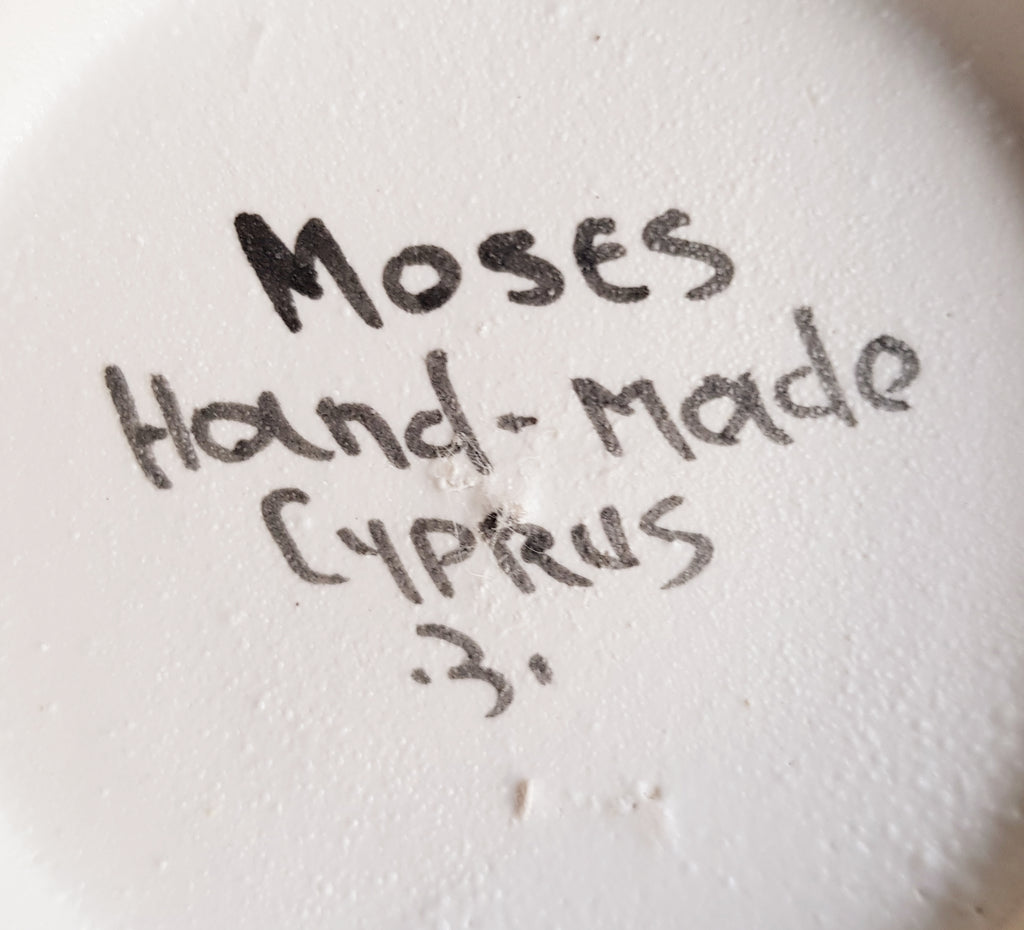 MOSES
Hand-Made
CYPRUS
.3.